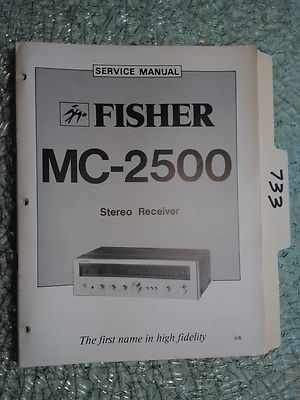 SERVICE MANUAL
FISHER
MC-2500
Stereo Receiver
The first name in high fidelity
U.S.
733